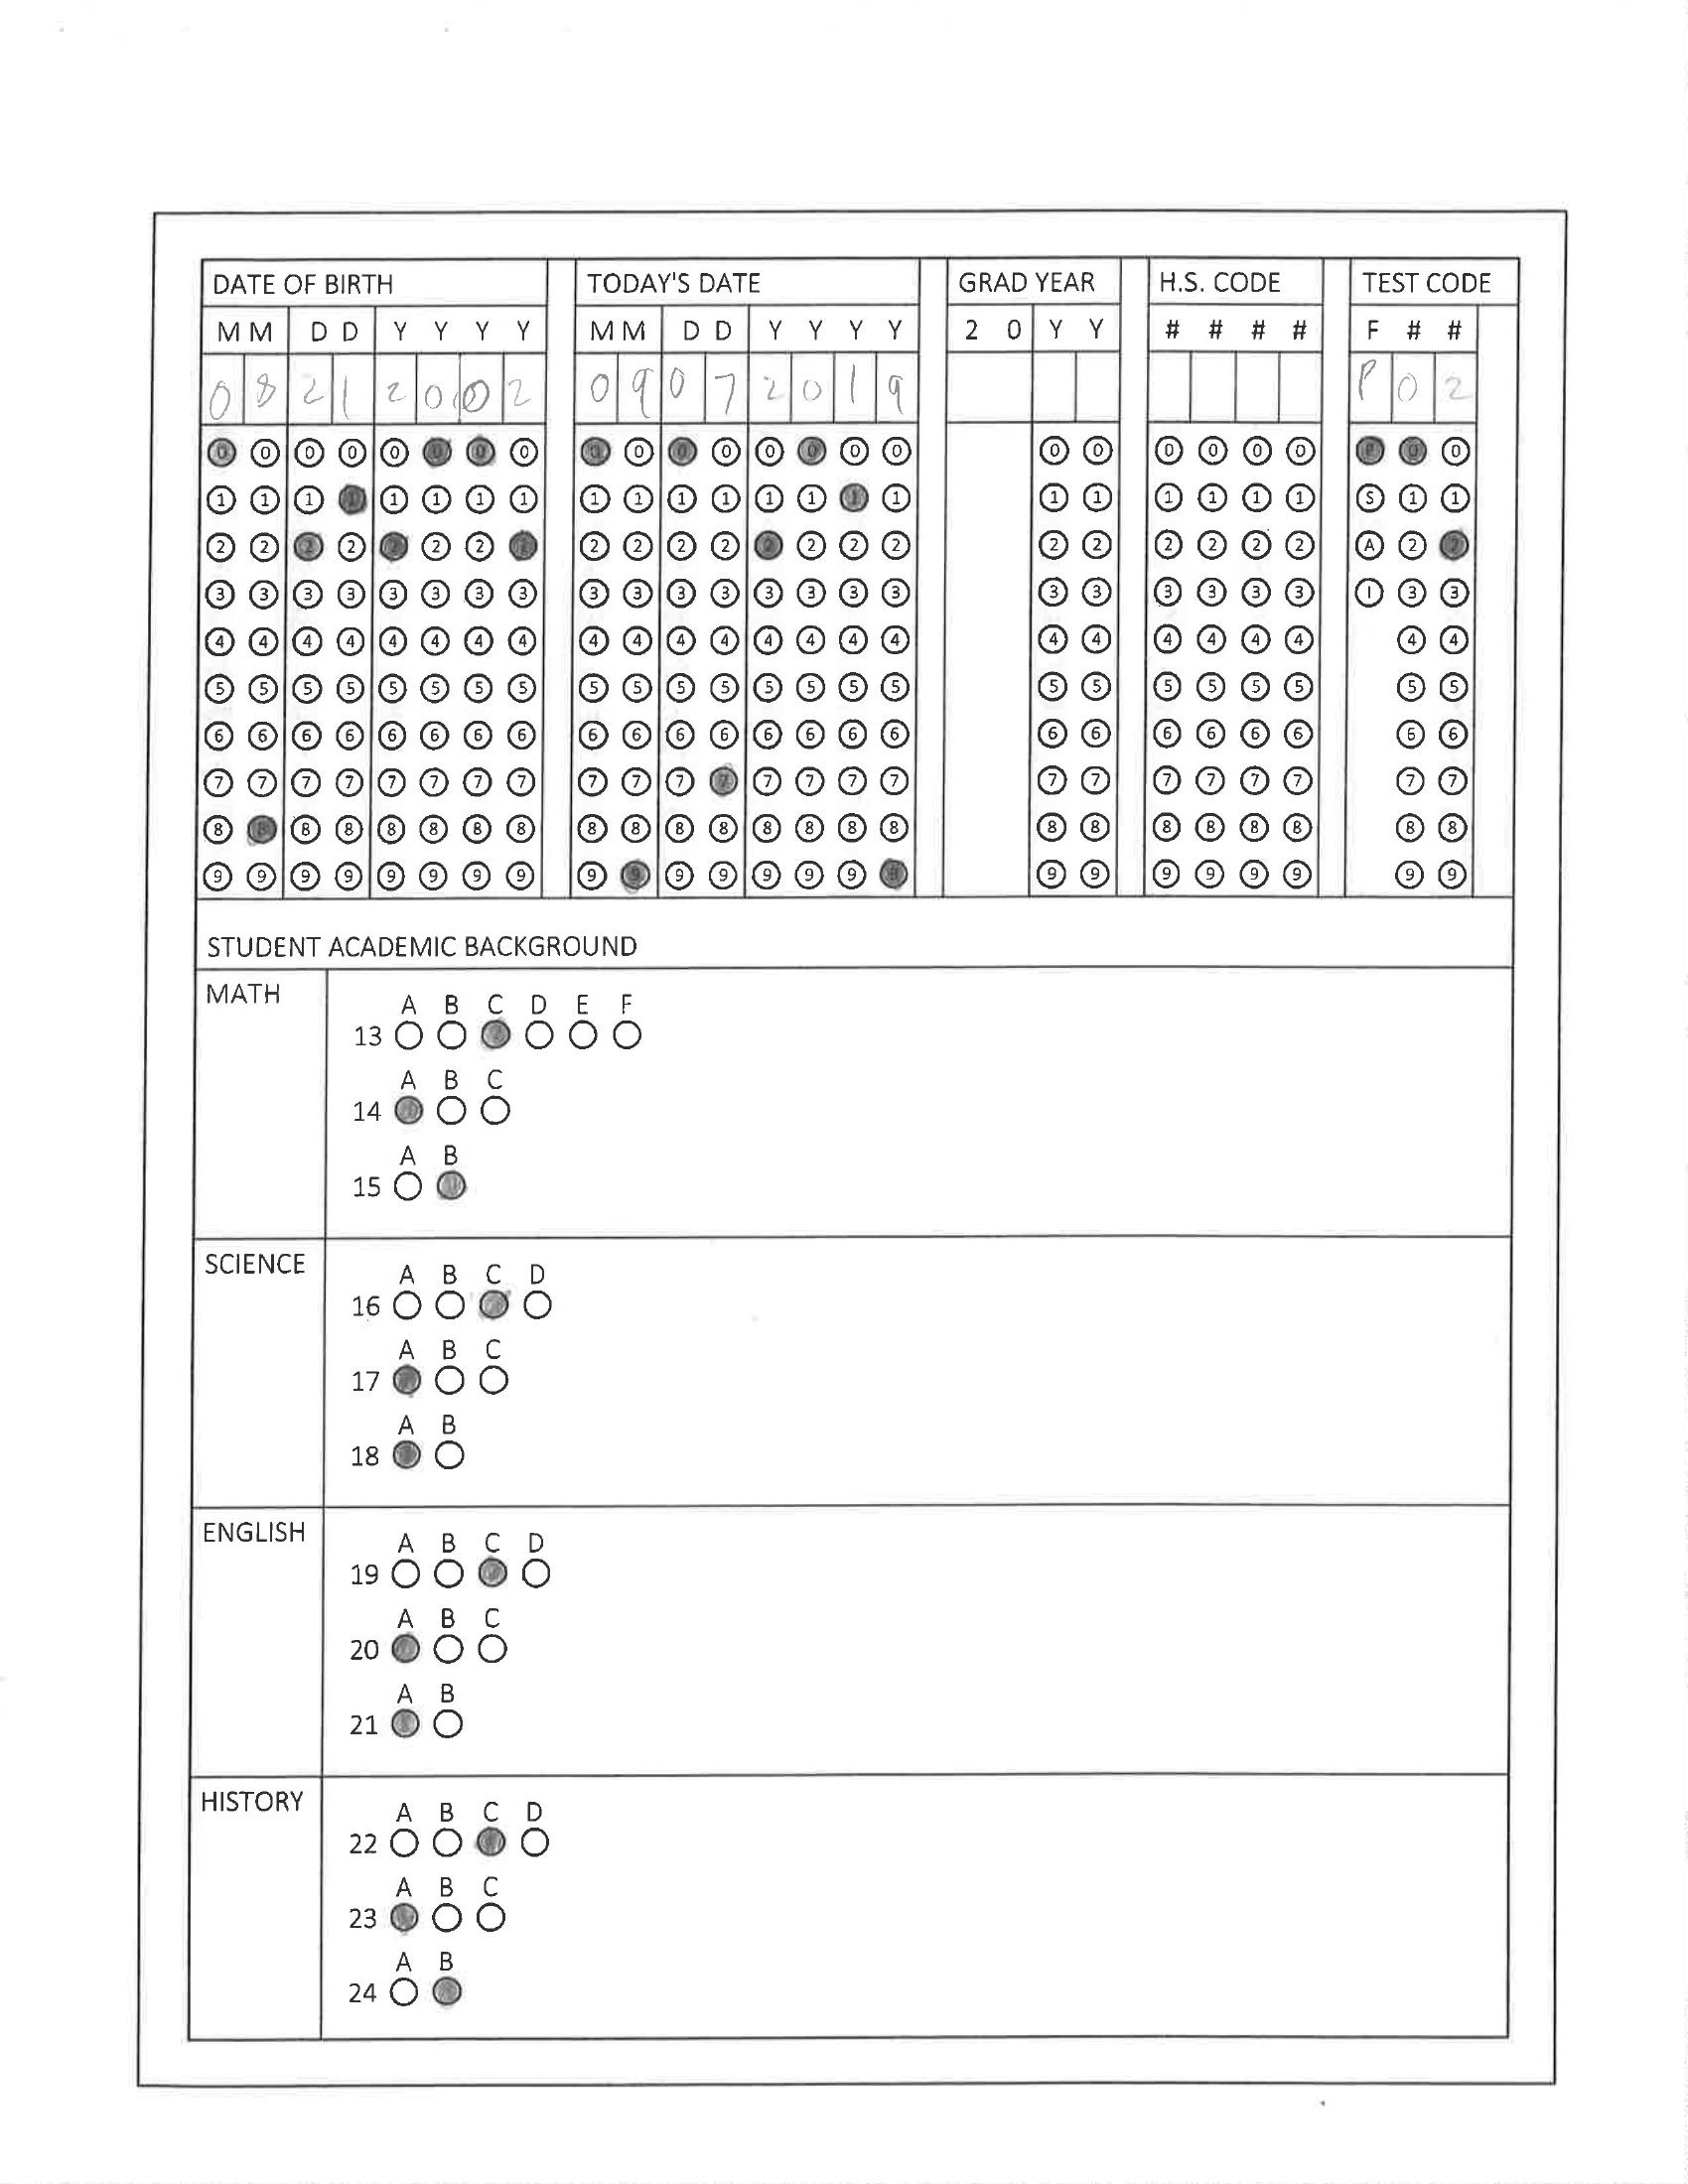 DATE OF BIRTH TODAY'S DATE GRAD YEAR H.S. CODE TEST CODE
M M D D Y Y Y Y M M D D Y Y Y Y 2 0 Y Y # # # # F # #
0 8 2 1 2 0 0 2 0 9 0 7 2 0 1 9 P 0 2
0 0 0 0 0 0 0 0 0 0 0 0 0 0 0 0 0 0 0 0 0 0 P 0 0
1 1 1 1 1 1 1 1 1 1 1 1 1 1 1 1 1 1 1 1 1 1 S 1 1
2 2 2 2 2 2 2 2 2 2 2 2 2 2 2 2 2 2 2 2 2 2 A 2 2
3 3 3 3 3 3 3 3 3 3 3 3 3 3 3 3 3 3 3 3 3 3 I 3 3
4 4 4 4 4 4 4 4 4 4 4 4 4 4 4 4 4 4 4 4 4 4 4 4
5 5 5 5 5 5 5 5 5 5 5 5 5 5 5 5 5 5 5 5 5 5 5 5
6 6 6 6 6 6 6 6 6 6 6 6 6 6 6 6 6 6 6 6 6 6 6 6
7 7 7 7 7 7 7 7 7 7 7 7 7 7 7 7 7 7 7 7 7 7 7 7
8 8 8 8 8 8 8 8 8 8 8 8 8 8 8 8 8 8 8 8 8 8 8 8
9 9 9 9 9 9 9 9 9 9 9 9 9 9 9 9 9 9 9 9 9 9 9 9
STUDENT ACADEMIC BACKGROUND
MATH
A B C D E F
13
A B C
14
A B
15
SCIENCE
A B C D
16
A B C
17
A B
18
ENGLISH
A B C D
19
A B C
20
A B
21
HISTORY
A B C D
22
A B C
23
A B
24